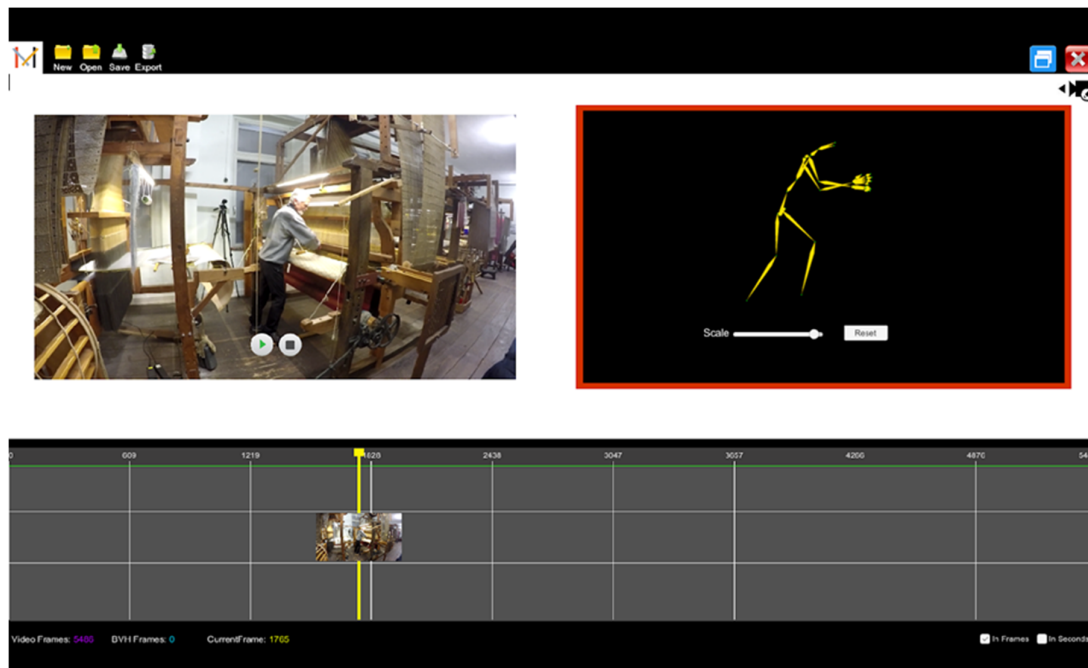 New Open Save Export
Scale Reset
0 609 1219 1828 2438 3047 3657 4266 4876
Video Frames: 5486 BVH Frames: 0 CurrentFrame: 1765 In Frames In Seconds